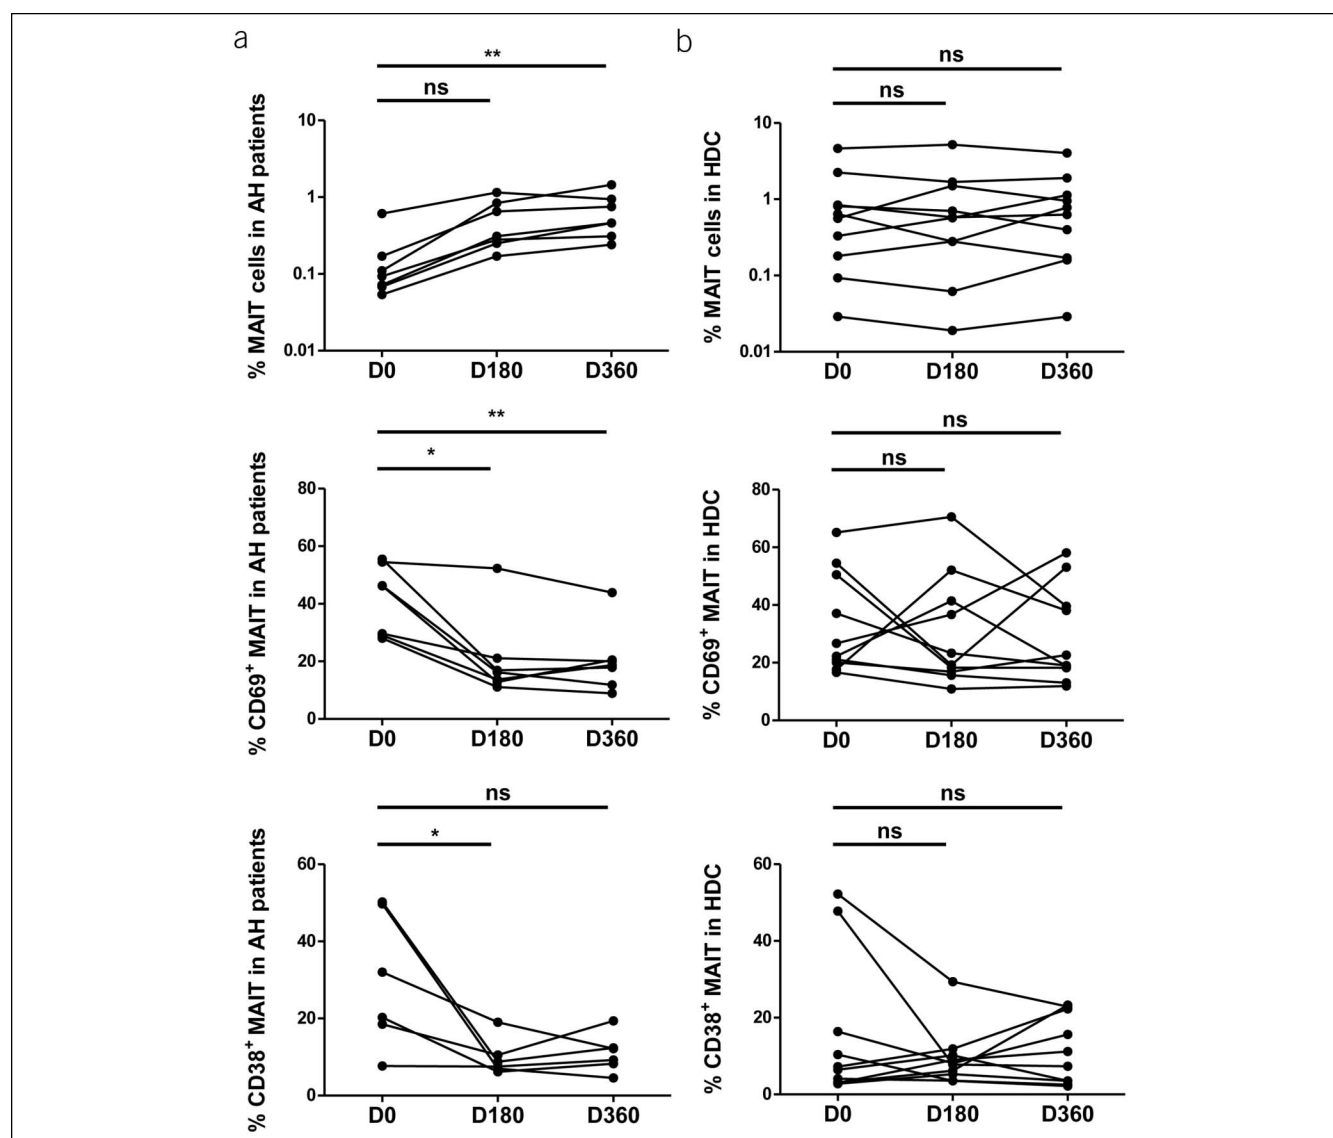 a
**
ns
% MAIT cells in AH patients
10
1
0.1
0.01
D0 D180 D360
b
ns
ns
% MAIT cells in HDC
10
1
0.1
0.01
D0 D180 D360
**
*
% CD69+ MAIT in AH patients
80
60
40
20
0
D0 D180 D360
ns
ns
% CD69+ MAIT in HDC
80
60
40
20
0
D0 D180 D360
ns
*
% CD38+ MAIT in AH patients
60
40
20
0
D0 D180 D360
ns
ns
% CD38+ MAIT in HDC
60
40
20
0
D0 D180 D360